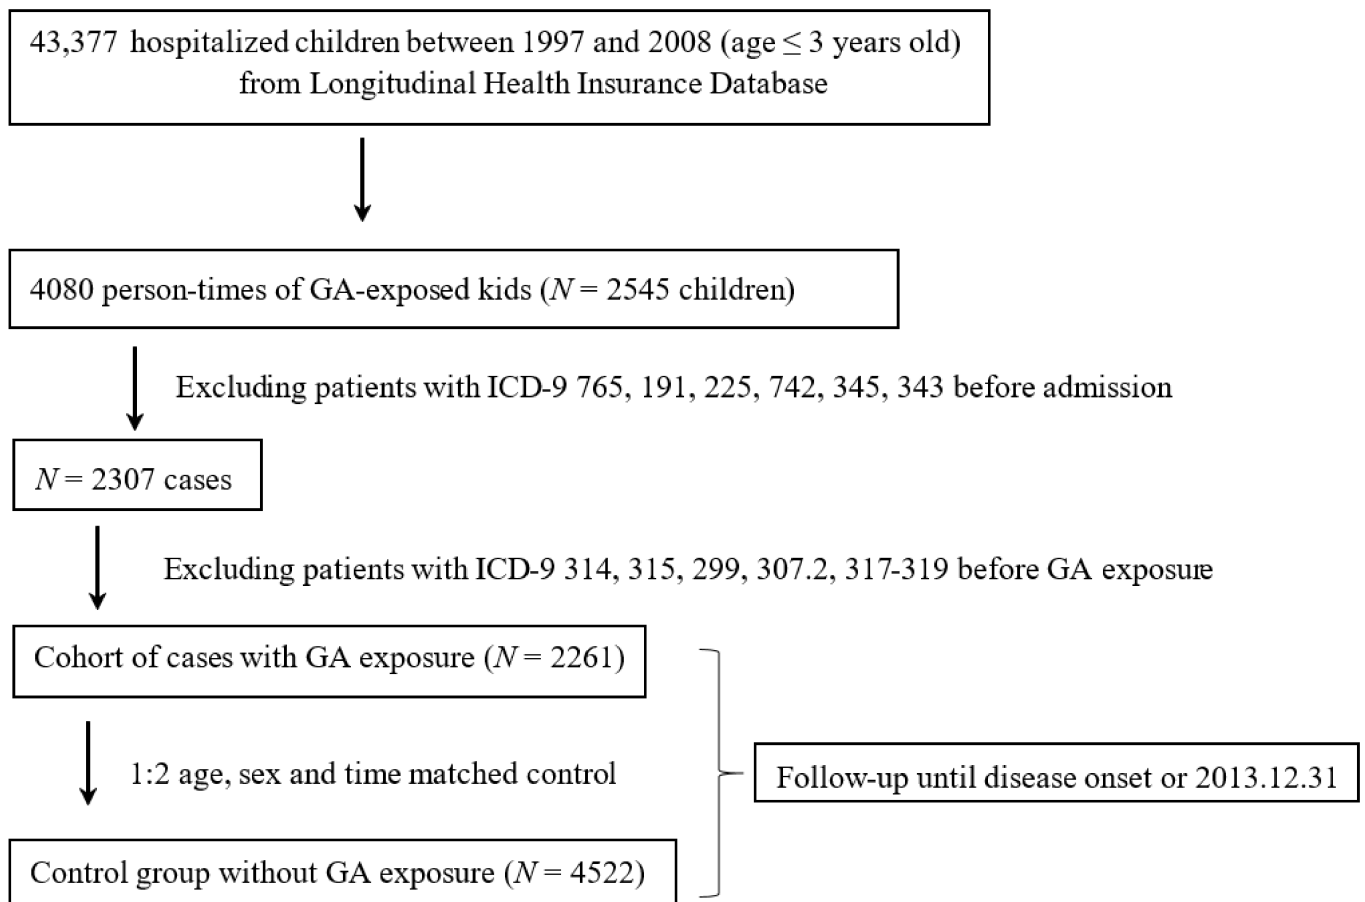 43,377 hospitalized children between 1997 and 2008 (age ≤ 3 years old)
from Longitudinal Health Insurance Database
4080 person-times of GA-exposed kids (N = 2545 children)
Excluding patients with ICD-9 765, 191, 225, 742, 345, 343 before admission
N = 2307 cases
Excluding patients with ICD-9 314, 315, 299, 307.2, 317-319 before GA exposure
Cohort of cases with GA exposure (N = 2261)
1:2 age, sex and time matched control
Follow-up until disease onset or 2013.12.31
Control group without GA exposure (N = 4522)